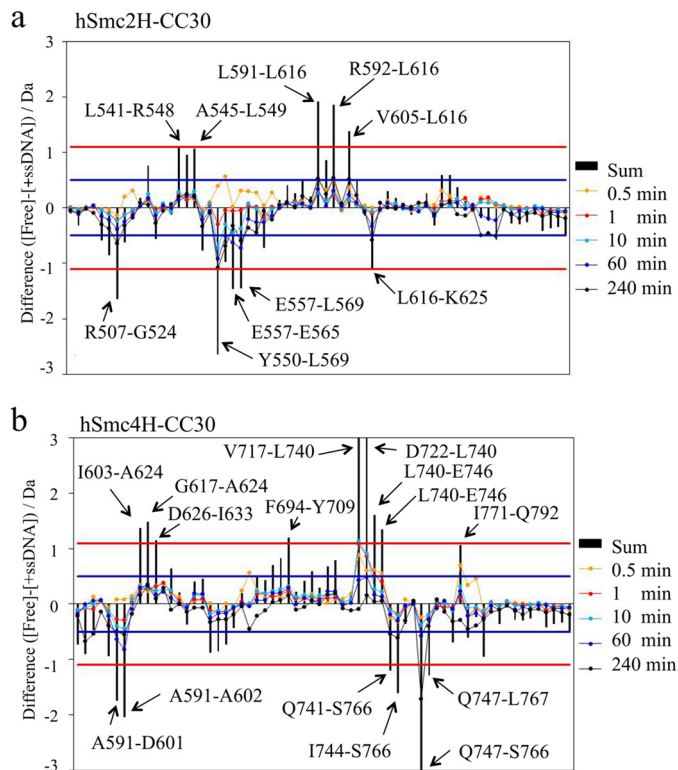 a
hSmc2H-CC30
Difference ([Free]-[+ssDNA]) / Da
3
2
1
0
-1
-2
-3
L591-L616
R592-L616
L541-R548
A545-L549
V605-L616
R507-G524
E557-L569
E557-E565
Y550-L569
L616-K625
Sum
0.5 min
1 min
10 min
60 min
240 min
b
hSmc4H-CC30
Difference ([Free]-[+ssDNA]) / Da
3
2
1
0
-1
-2
-3
V717-L740
D722-L740
I603-A624
G617-A624
L740-E746
D626-I633
F694-Y709
L740-E746
I771-Q792
A591-A602
A591-D601
Q741-S766
Q747-L767
I744-S766
Q747-S766
Sum
0.5 min
1 min
10 min
60 min
240 min